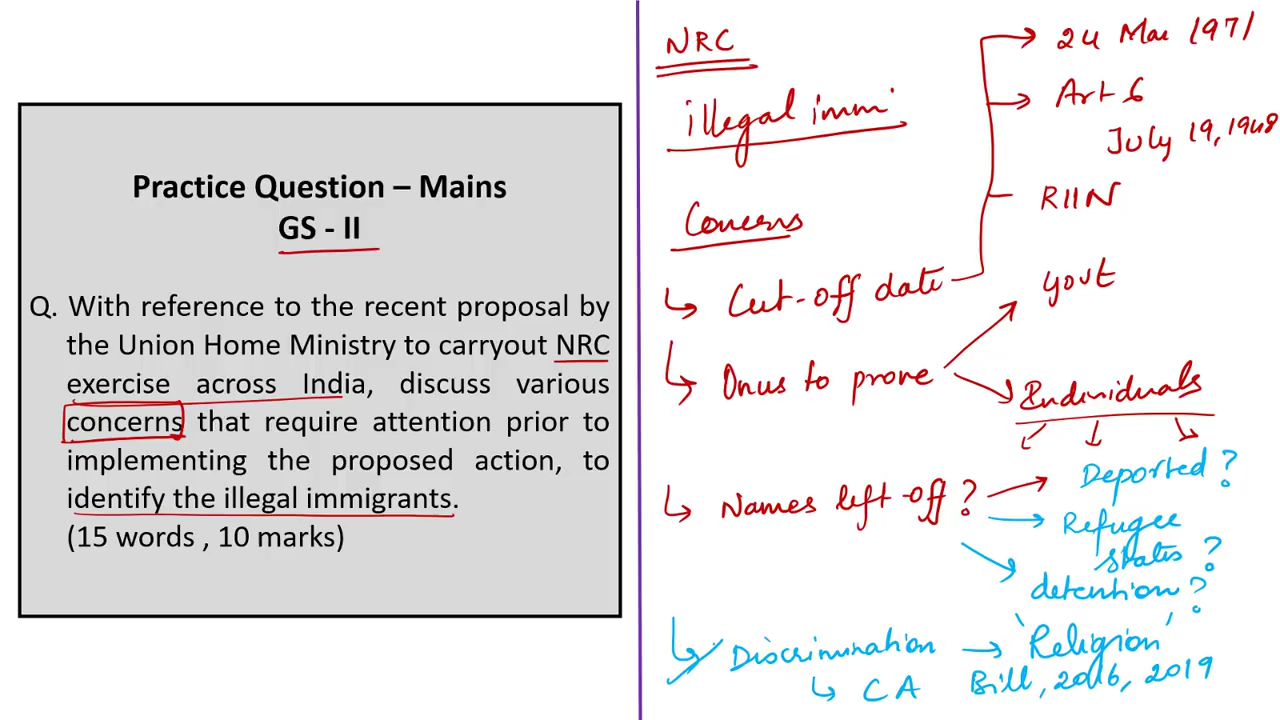 Practice Question – Mains
GS - II
Q. With reference to the recent proposal by
the Union Home Ministry to carryout NRC
exercise across India, discuss various
concerns that require attention prior to
implementing the proposed action, to
identify the illegal immigrants.
(15 words , 10 marks)
NRC
illegal imm'
Concerns
Cut-off date
24 Mar 1971
Art 6
July 19, 1948
RIIN
Onus to prove
govt
Individuals
Names left-off ?
Deported ?
Refugee
status ?
detention ?
Discrimination
'Religion'
CA Bill, 2016, 2019